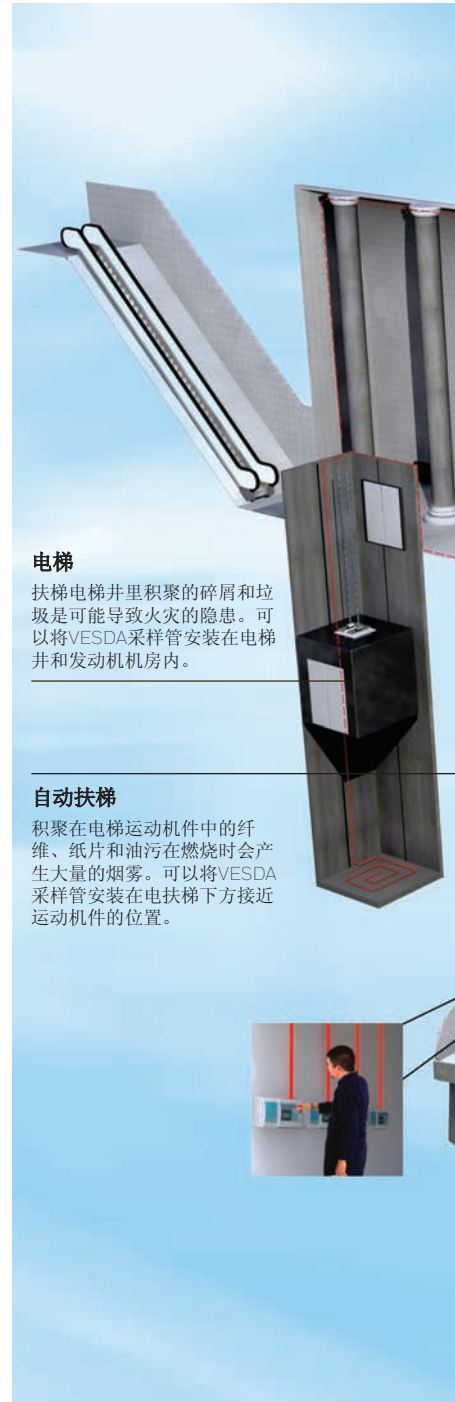 电梯
扶梯电梯井里积聚的碎屑和垃
圾是可能导致火灾的隐患。可
以将VESDA采样管安装在电梯
井和发动机机房内。
自动扶梯
积聚在电梯运动机件中的纤
维、纸片和油污在燃烧时会产
生大量的烟雾。可以将VESDA
采样管安装在电扶梯下方接近
运动机件的位置。